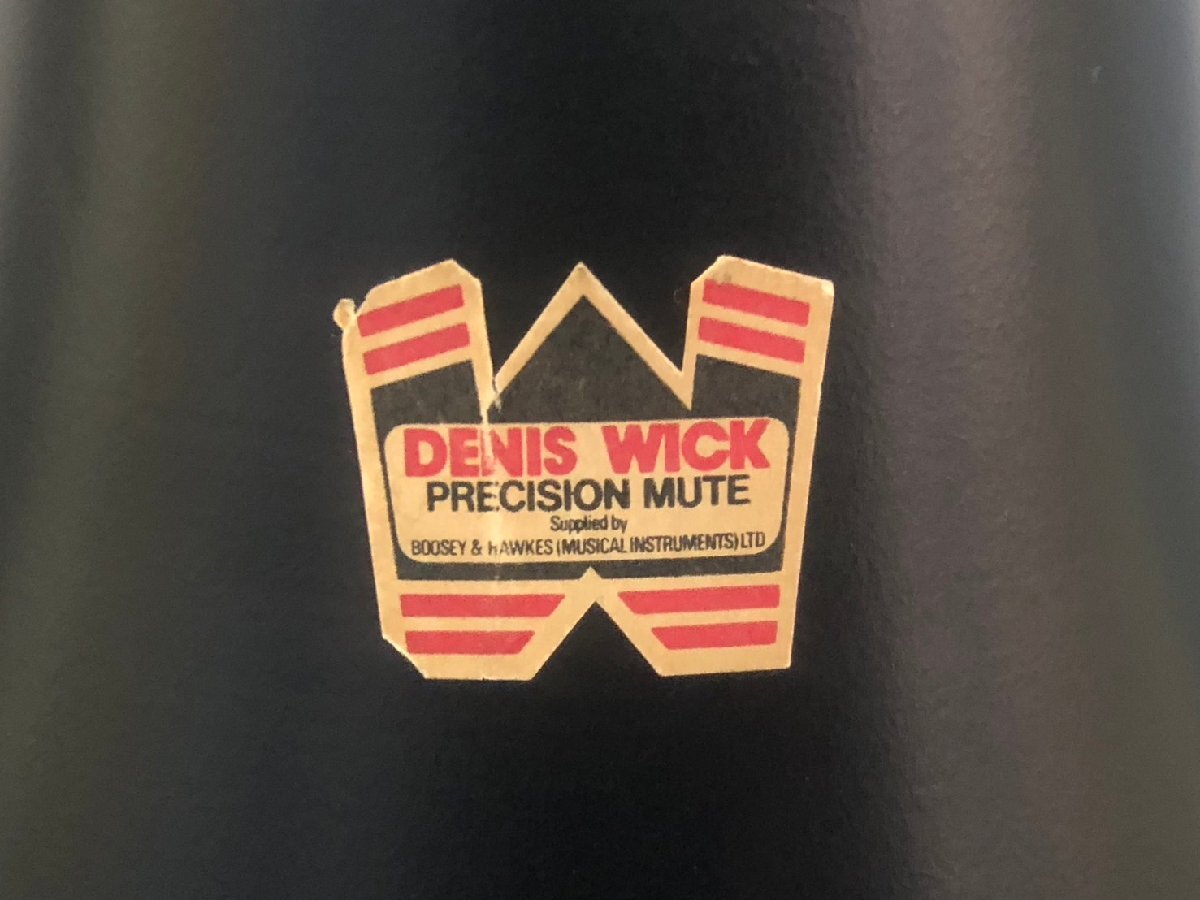 DENIS WICK
PRECISION MUTE
Supplied by
BOOSEY & HAWKES (MUSICAL INSTRUMENTS) LTD